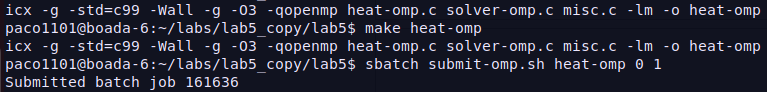 icx -g -std=c99 -Wall -g -O3 -qopenmp heat-omp.c solver-omp.c misc.c -lm -o heat-omp
paco1101@boada-6:~/labs/lab5_copy/lab5$ make heat-omp
icx -g -std=c99 -Wall -g -O3 -qopenmp heat-omp.c solver-omp.c misc.c -lm -o heat-omp
paco1101@boada-6:~/labs/lab5_copy/lab5$ sbatch submit-omp.sh heat-omp 0 1
Submitted batch job 161636